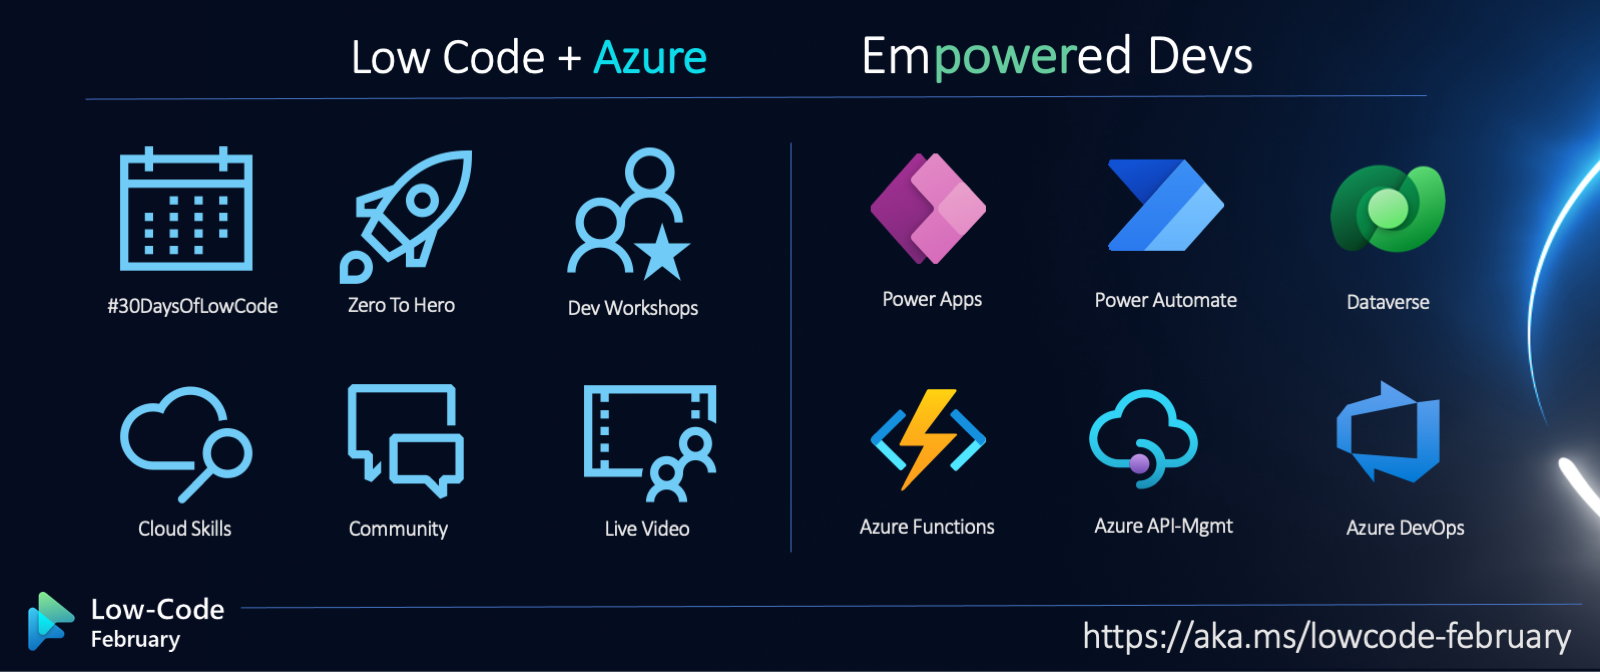 Low Code + Azure
Empowered Devs
#30DaysOfLowCode
Zero To Hero
Dev Workshops
Power Apps
Power Automate
Dataverse
Cloud Skills
Community
Live Video
Azure Functions
Azure API-Mgmt
Azure DevOps
Low-Code
February
https://aka.ms/lowcode-february